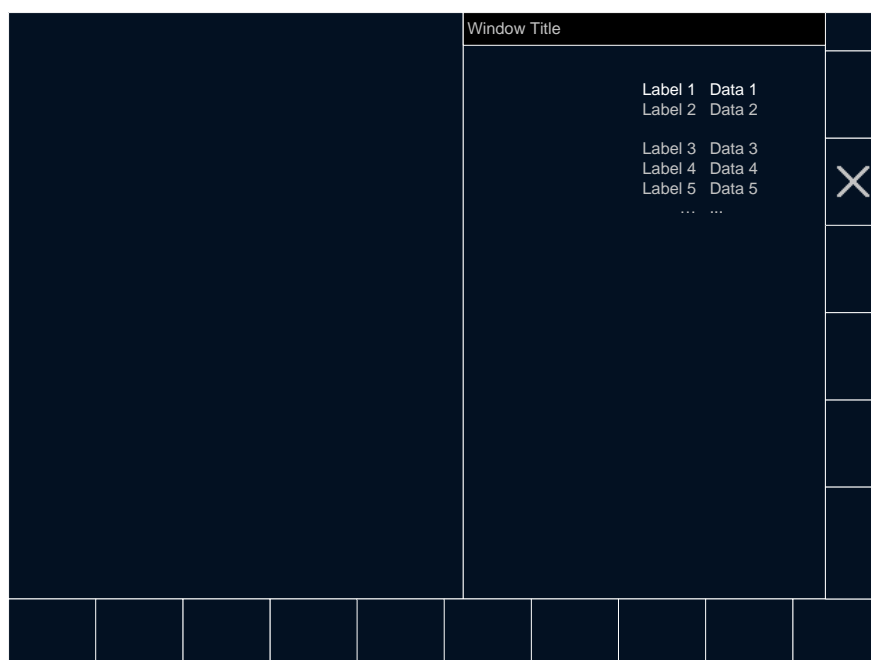 Window Title
Label 1 Data 1
Label 2 Data 2
Label 3 Data 3
Label 4 Data 4
Label 5 Data 5
… ...